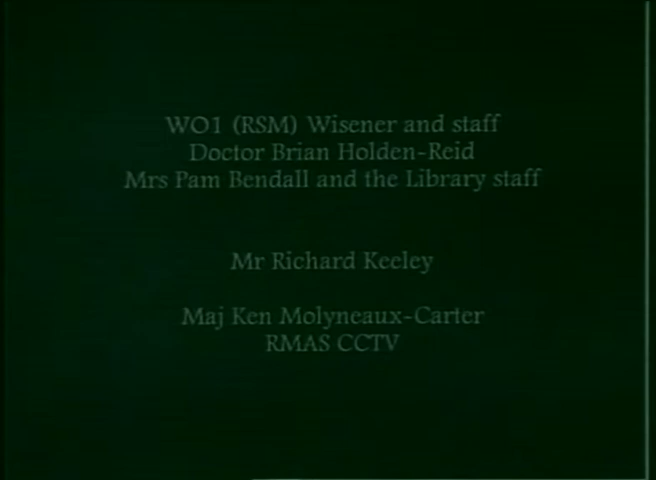 WO1 (RSM) Wisener and staff
Doctor Brian Holden-Reid
Mrs Pam Bendall and the Library staff
Mr Richard Keeley
Maj Ken Molyneaux-Carter
RMAS CCTV